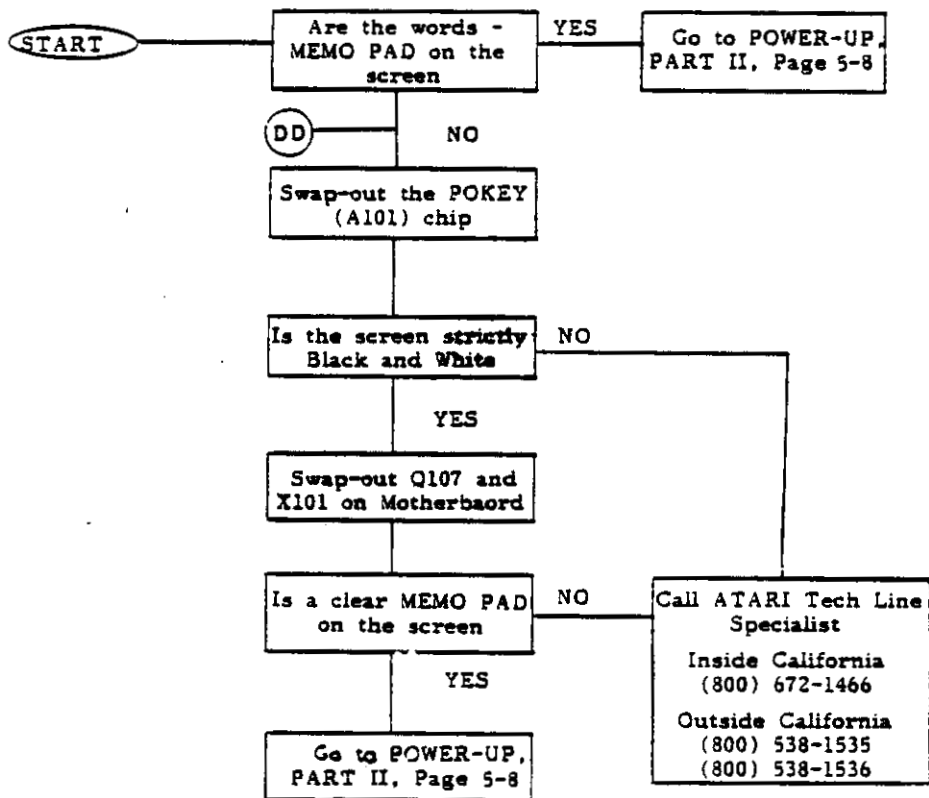 START
Are the words -
MEMO PAD on the
screen
YES
Go to POWER-UP,
PART II, Page 5-8
DD
NO
Swap-out the POKEY
(A101) chip
Is the screen strictly
Black and White
NO
YES
Swap-out Q107 and
X101 on Motherbaord
Is a clear MEMO PAD
on the screen
NO
Call ATARI Tech Line
Specialist
Inside California
(800) 672-1466
Outside California
(800) 538-1535
(800) 538-1536
YES
Go to POWER-UP,
PART II, Page 5-8